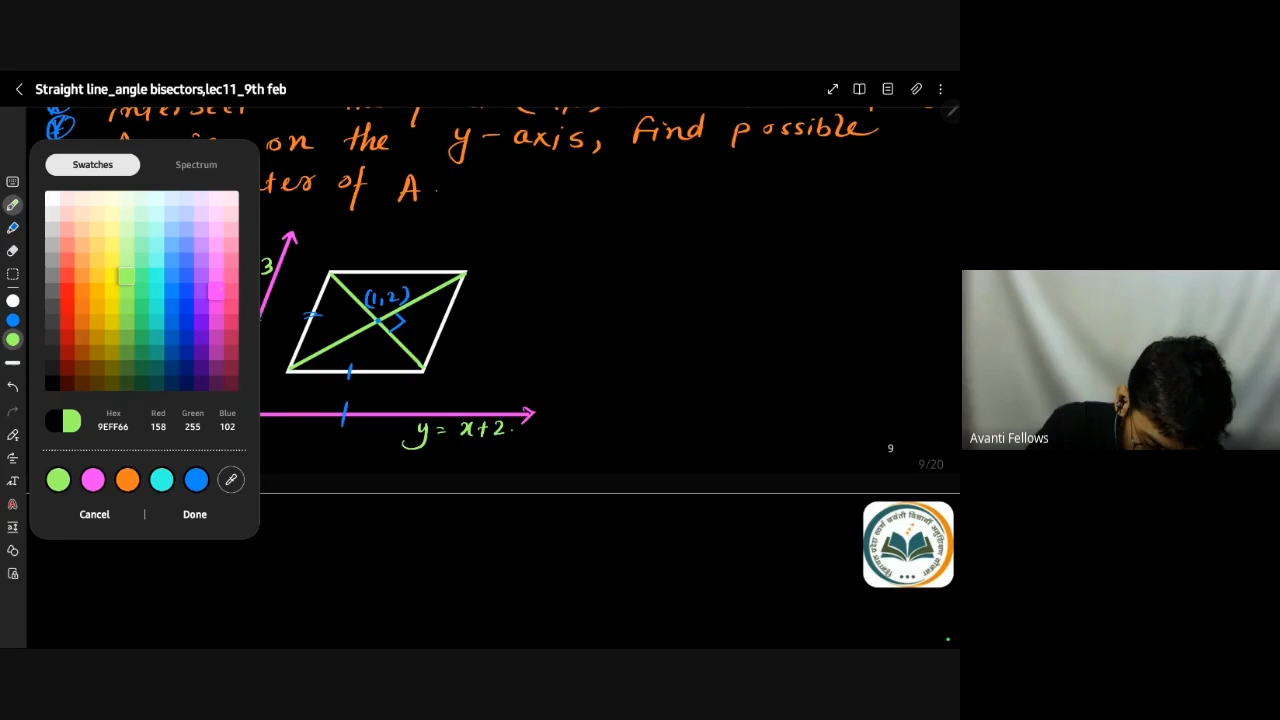 Straight line_angle bisectors,lec11_9th feb
on the y-axis, Find possible
of A.
Swatches
Spectrum
3
(1,2)
y = x+2.
Hex Red Green Blue
9EFF66 158 255 102
Cancel | Done
9
9/20
Avanti Fellows